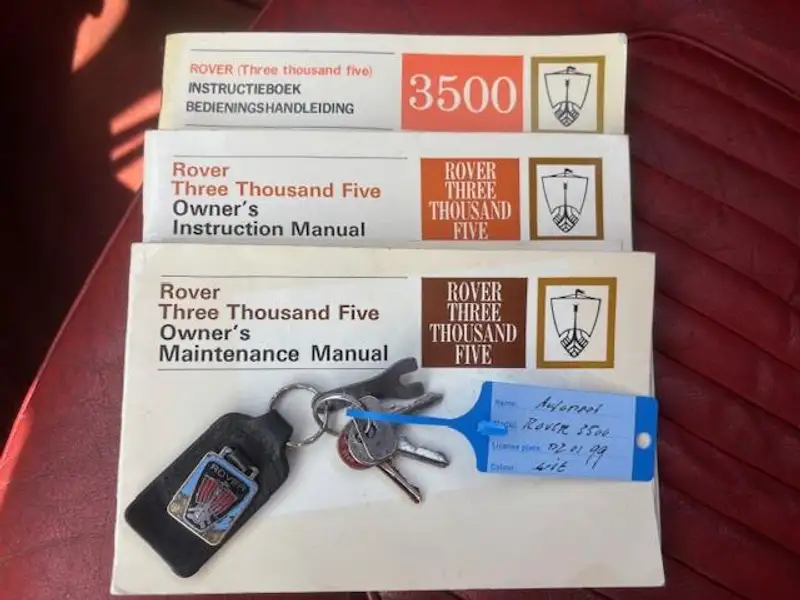 ROVER (Three thousand five)
INSTRUCTIEBOEK
BEDIENINGSHANDLEIDING
3500
Rover
Three Thousand Five
Owner's
Instruction Manual
ROVER
THREE
THOUSAND
FIVE
Rover
Three Thousand Five
Owner's
Maintenance Manual
ROVER
THREE
THOUSAND
FIVE
ROVER
Name:
Model: ROVER 3500
License plate:
Colour: